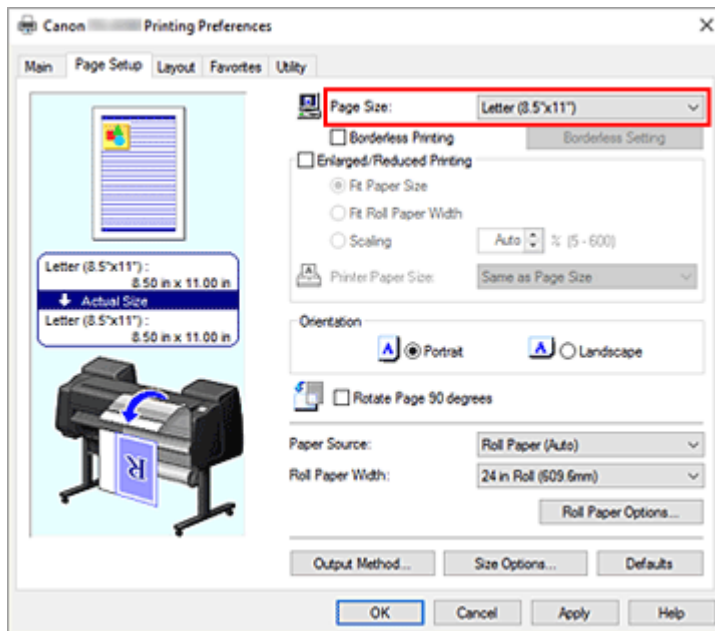 Canon Printing Preferences
Main Page Setup Layout Favorites Utility
Page Size: Letter (8.5"x11")
Borderless Printing Borderless Setting
Enlarged/Reduced Printing
Fit Paper Size
Fit Roll Paper Width
Scaling Auto % (5 - 600)
Printer Paper Size: Same as Page Size
Letter (8.5"x11") :
8.50 in x 11.00 in
Actual Size
Letter (8.5"x11") :
8.50 in x 11.00 in
Orientation
A Portrait A Landscape
Rotate Page 90 degrees
Paper Source: Roll Paper (Auto)
Roll Paper Width: 24 in Roll (609.6mm)
R
Roll Paper Options...
Output Method... Size Options... Defaults
OK Cancel Apply Help